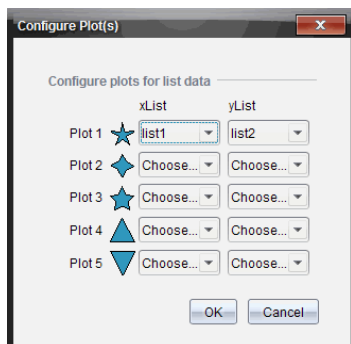 Configure Plot(s)
Configure plots for list data
xList yList
Plot 1 list1 list2
Plot 2 Choose... Choose...
Plot 3 Choose... Choose...
Plot 4 Choose... Choose...
Plot 5 Choose... Choose...
OK Cancel